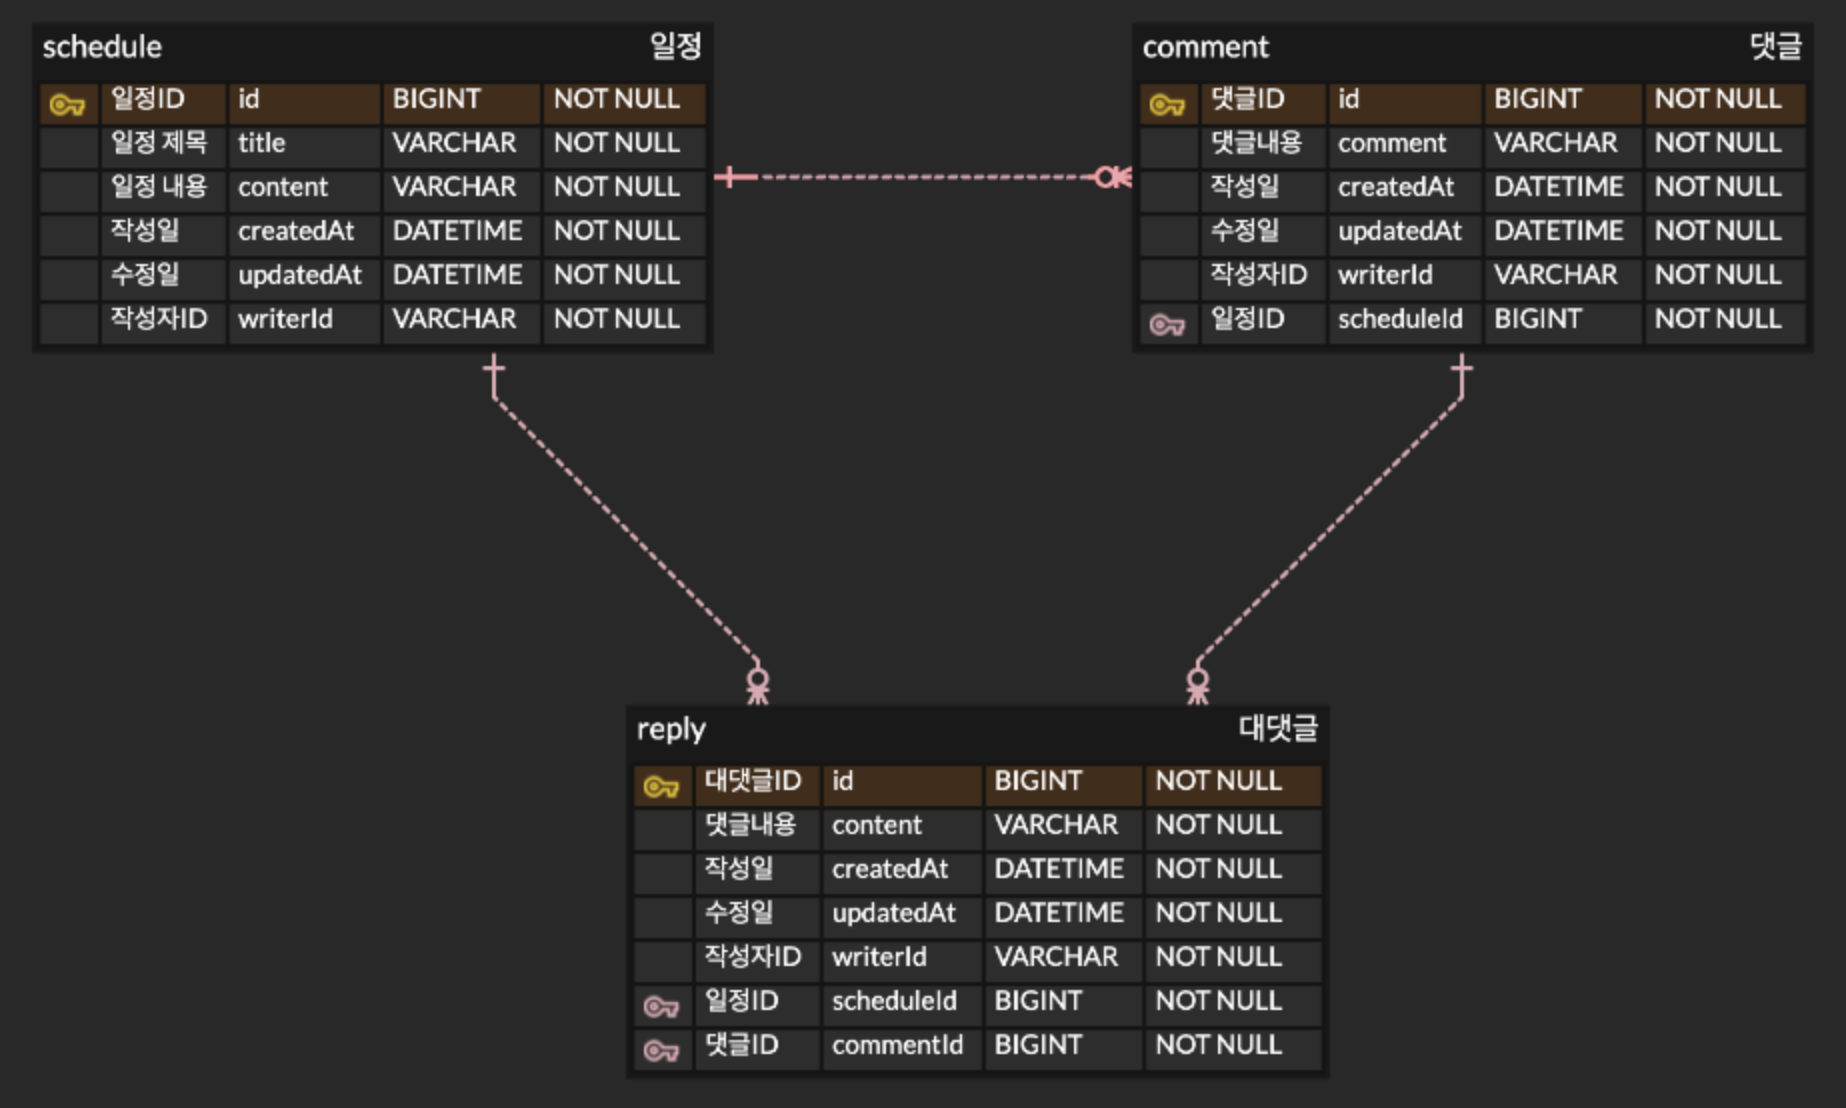 schedule 일정
일정ID id BIGINT NOT NULL
일정 제목 title VARCHAR NOT NULL
일정 내용 content VARCHAR NOT NULL
작성일 createdAt DATETIME NOT NULL
수정일 updatedAt DATETIME NOT NULL
작성자ID writerId VARCHAR NOT NULL
comment 댓글
댓글ID id BIGINT NOT NULL
댓글내용 comment VARCHAR NOT NULL
작성일 createdAt DATETIME NOT NULL
수정일 updatedAt DATETIME NOT NULL
작성자ID writerId VARCHAR NOT NULL
일정ID scheduleId BIGINT NOT NULL
reply 대댓글
대댓글ID id BIGINT NOT NULL
댓글내용 content VARCHAR NOT NULL
작성일 createdAt DATETIME NOT NULL
수정일 updatedAt DATETIME NOT NULL
작성자ID writerId VARCHAR NOT NULL
일정ID scheduleId BIGINT NOT NULL
댓글ID commentId BIGINT NOT NULL